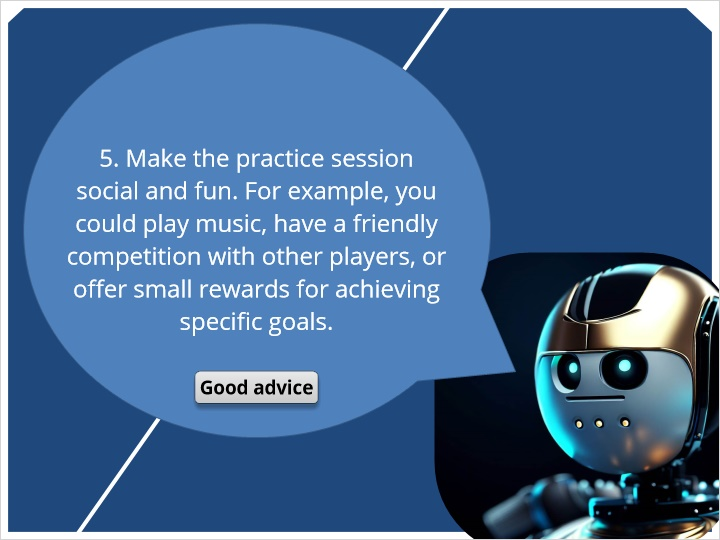 5. Make the practice session
social and fun. For example, you
could play music, have a friendly
competition with other players, or
offer small rewards for achieving
specific goals.
Good advice